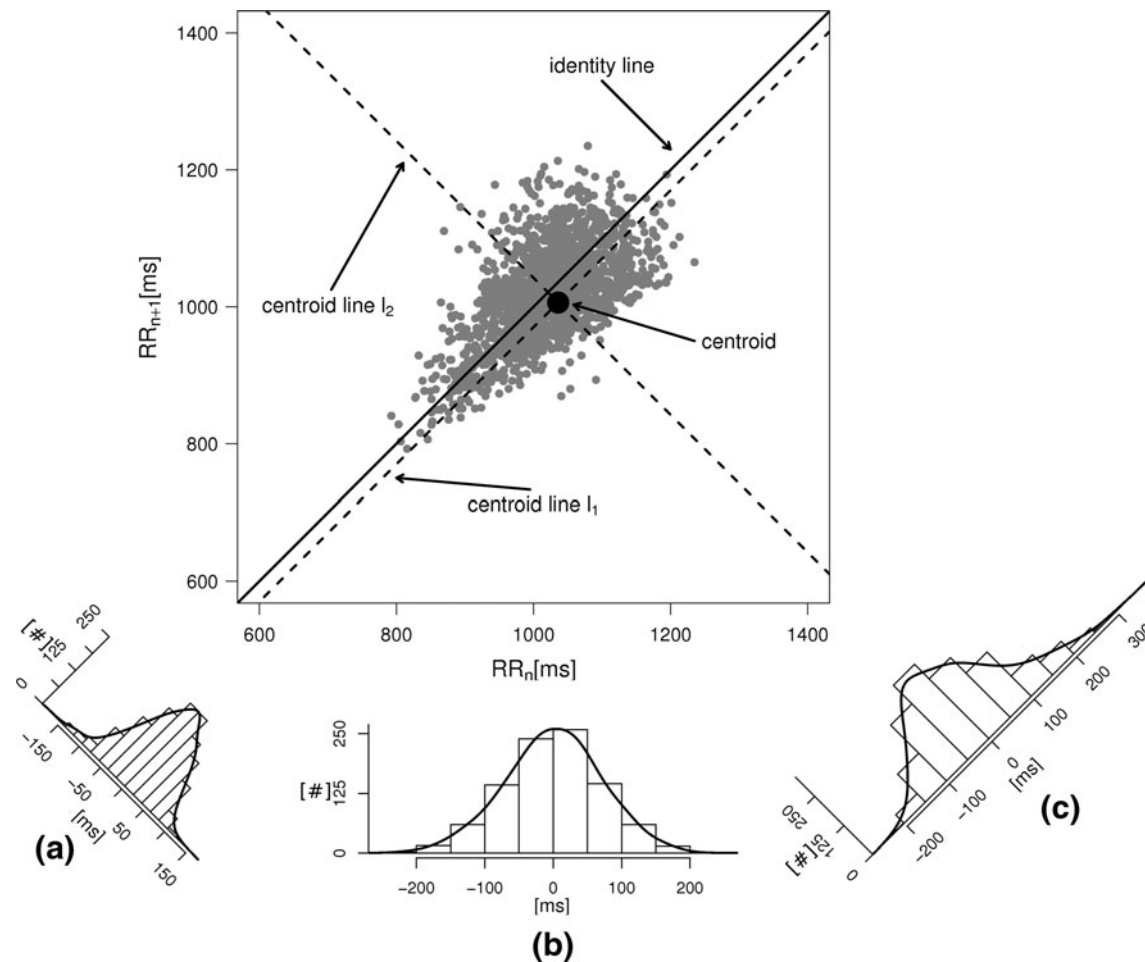 1400
1200
1000
800
600
RRn+1[ms]
identity line
centroid line l2
centroid
centroid line l1
600 800 1000 1200 1400
RRn[ms]
0 125 250
[#]
−150 −50 50 150
[ms]
(a)
250
125
0
[#]
−200 −100 0 100 200
[ms]
(b)
0 125 250
[#]
−200 −100 0 100 200 300
[ms]
(c)